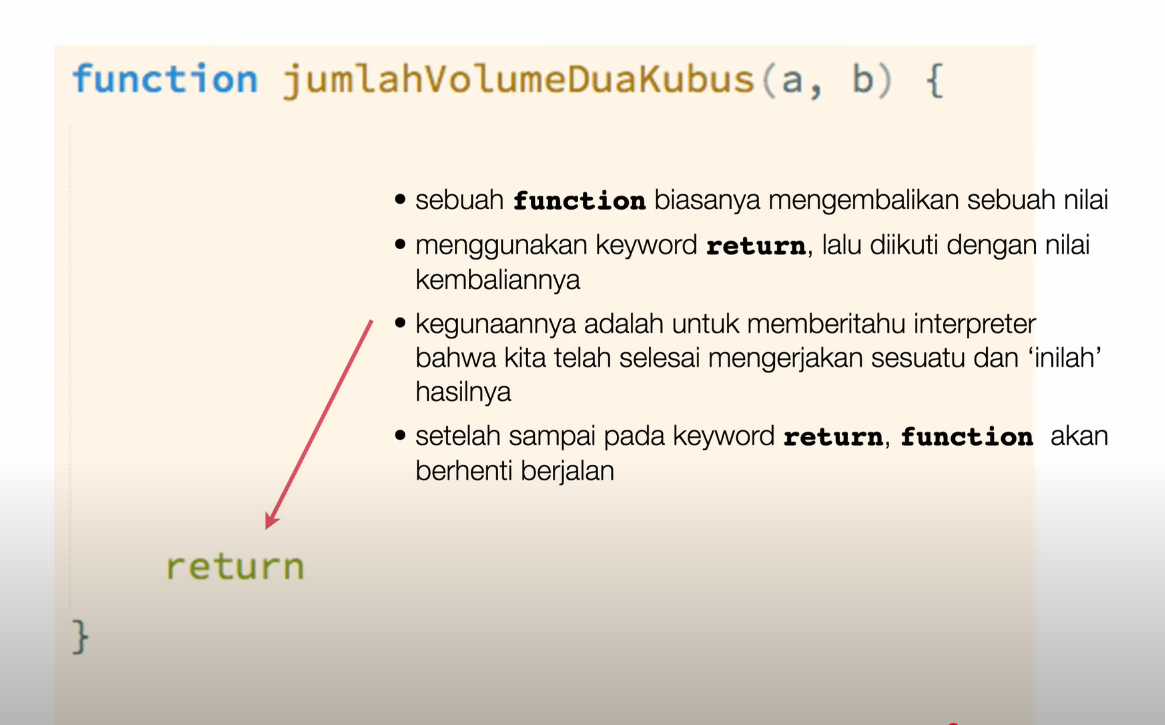 function jumlahVolumeDuaKubus(a, b) {
• sebuah function biasanya mengembalikan sebuah nilai
• menggunakan keyword return, lalu diikuti dengan nilai
kembaliannya
• kegunaannya adalah untuk memberitahu interpreter
bahwa kita telah selesai mengerjakan sesuatu dan ‘inilah’
hasilnya
• setelah sampai pada keyword return, function akan
berhenti berjalan
return
}